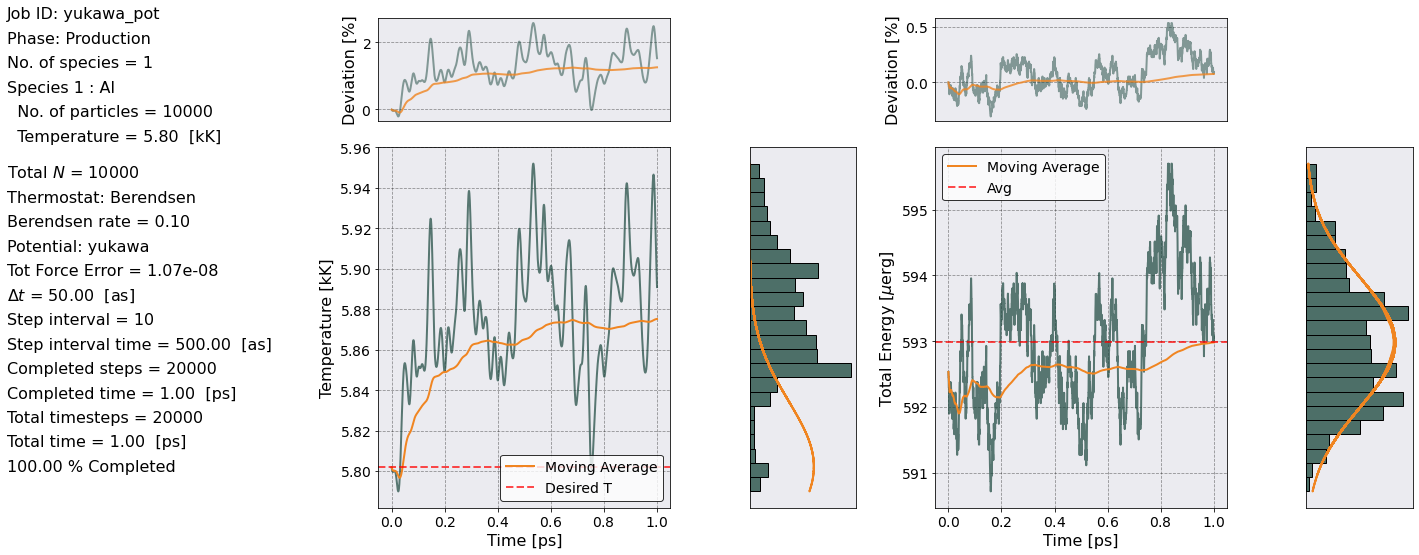 Job ID: yukawa_pot
Phase: Production
No. of species = 1
Species 1 : Al
No. of particles = 10000
Temperature = 5.80 [kK]
Total N = 10000
Thermostat: Berendsen
Berendsen rate = 0.10
Potential: yukawa
Tot Force Error = 1.07e-08
Δt = 50.00 [as]
Step interval = 10
Step interval time = 500.00 [as]
Completed steps = 20000
Completed time = 1.00 [ps]
Total timesteps = 20000
Total time = 1.00 [ps]
100.00 % Completed
Deviation [%]
2
0
Temperature [kK]
5.96
5.94
5.92
5.90
5.88
5.86
5.84
5.82
5.80
Moving Average
Desired T
0.0 0.2 0.4 0.6 0.8 1.0
Time [ps]
Deviation [%]
0.5
0.0
Total Energy [μerg]
595
594
593
592
591
Moving Average
Avg
0.0 0.2 0.4 0.6 0.8 1.0
Time [ps]